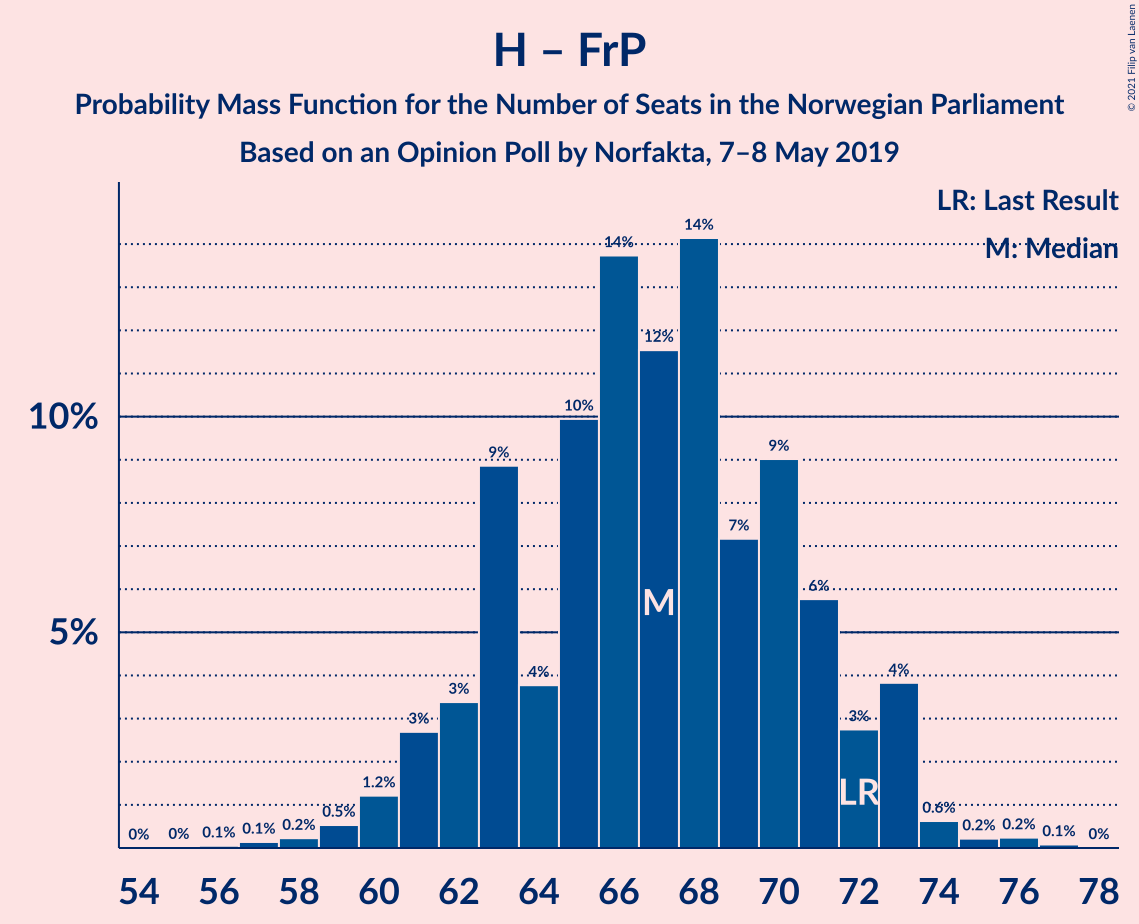 H – FrP
Probability Mass Function for the Number of Seats in the Norwegian Parliament
Based on an Opinion Poll by Norfakta, 7–8 May 2019
© 2021 Filip van Laenen
LR: Last Result
M: Median
10%
5%
0% 0% 0.1% 0.1% 0.2% 0.5% 1.2% 3% 3% 9% 4% 10% 14% 12% 14% 7% 9% 6% 3% 4% 0.6% 0.2% 0.2% 0.1% 0%
M
LR
54 56 58 60 62 64 66 68 70 72 74 76 78